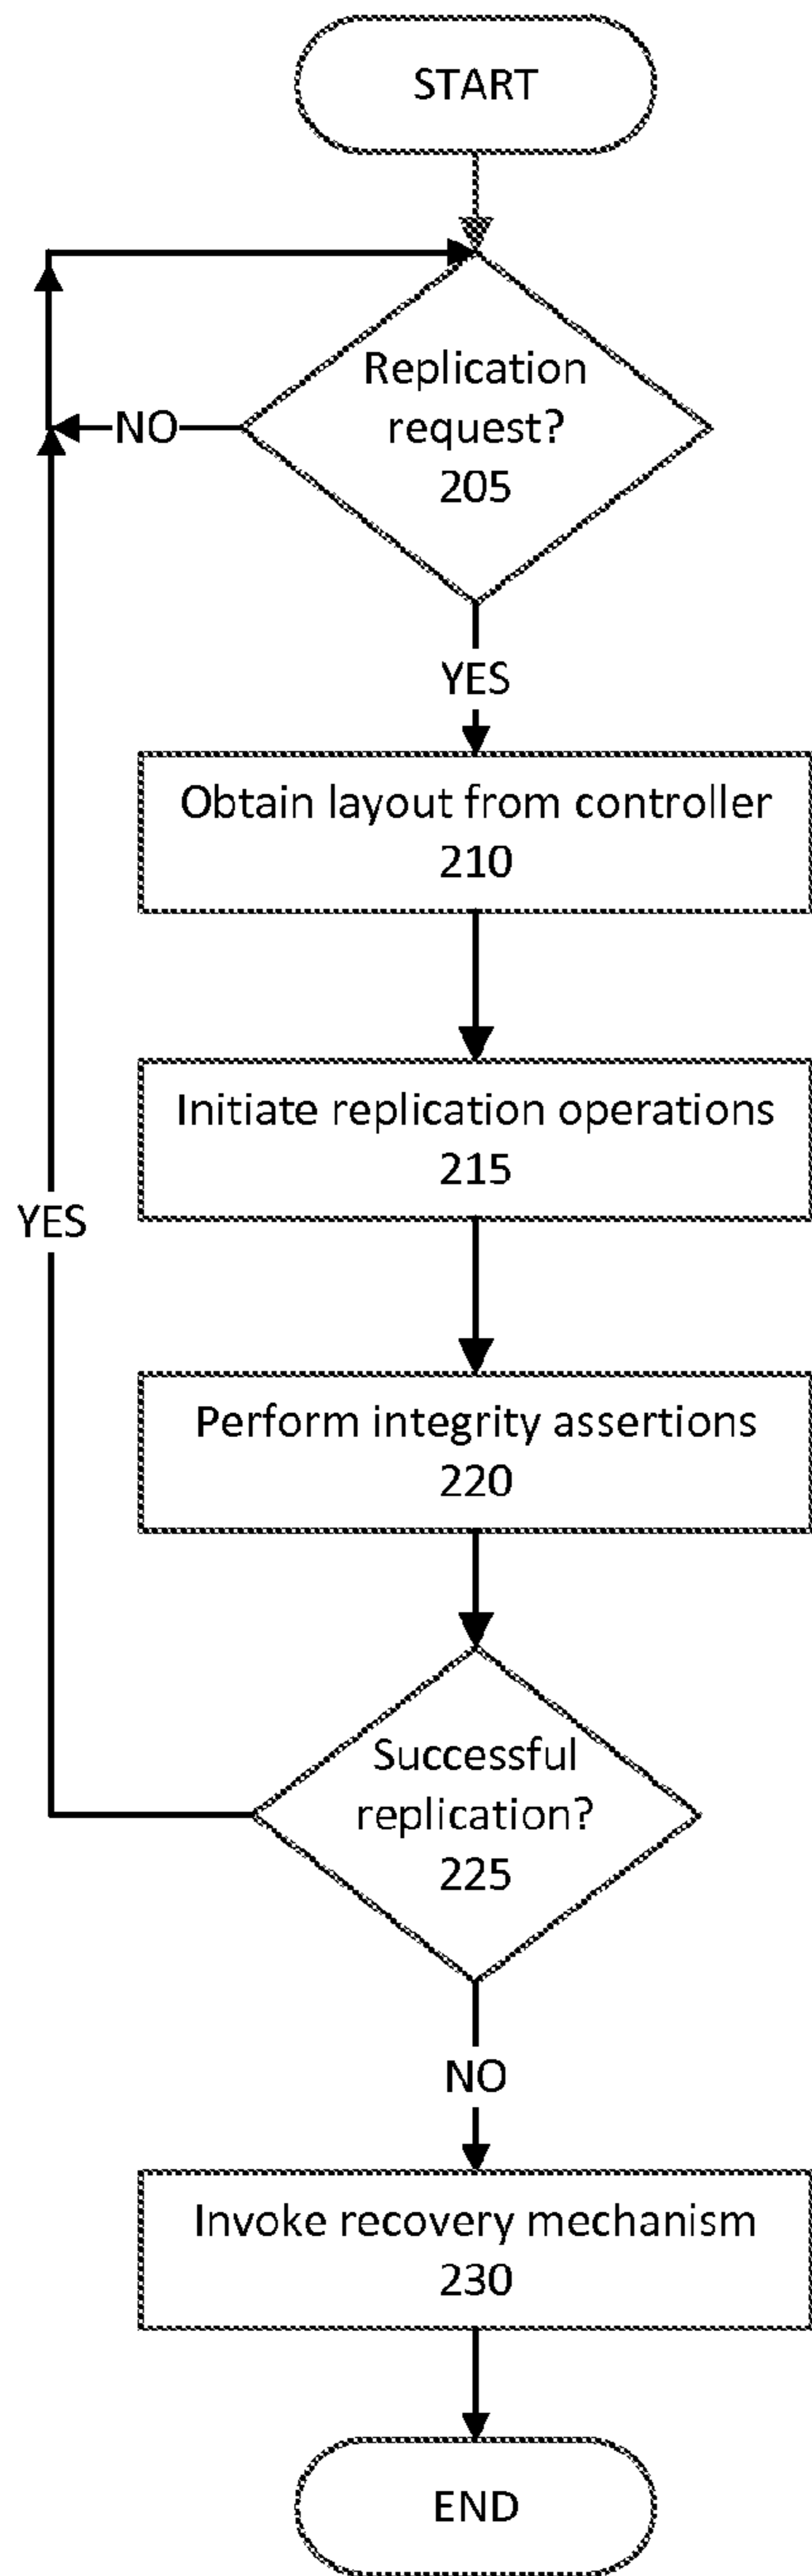 START
Replication
request?
205
NO
YES
Obtain layout from controller
210
Initiate replication operations
215
YES
Perform integrity assertions
220
Successful
replication?
225
NO
Invoke recovery mechanism
230
END